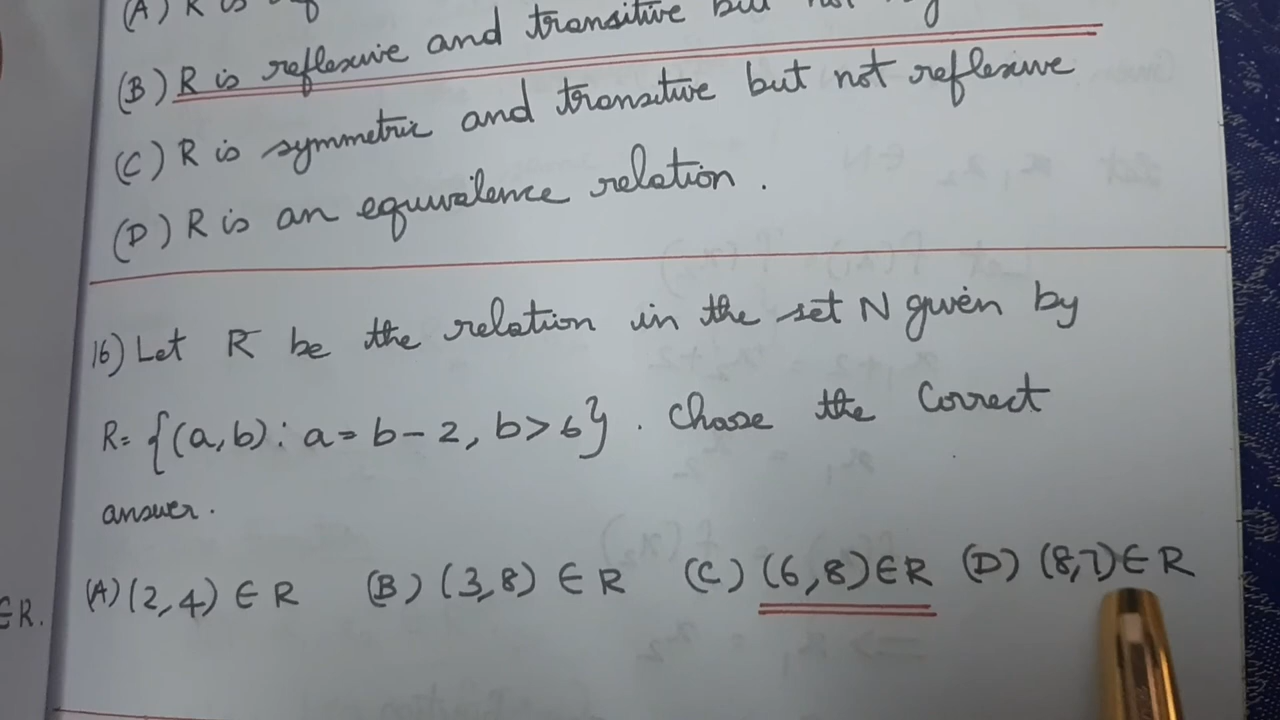 (A) R is
(B) R is reflexive and transitive but not
(C) R is symmetric and transitive but not reflexive
(D) R is an equivalence relation.
16) Let R be the relation in the set N given by
R= {(a,b): a=b-2, b>6}. Chose the Correct
answer.
(A) (2,4) ∈ R (B) (3,8) ∈ R (C) (6,8) ∈ R (D) (8,7) ∈ R
∈R.